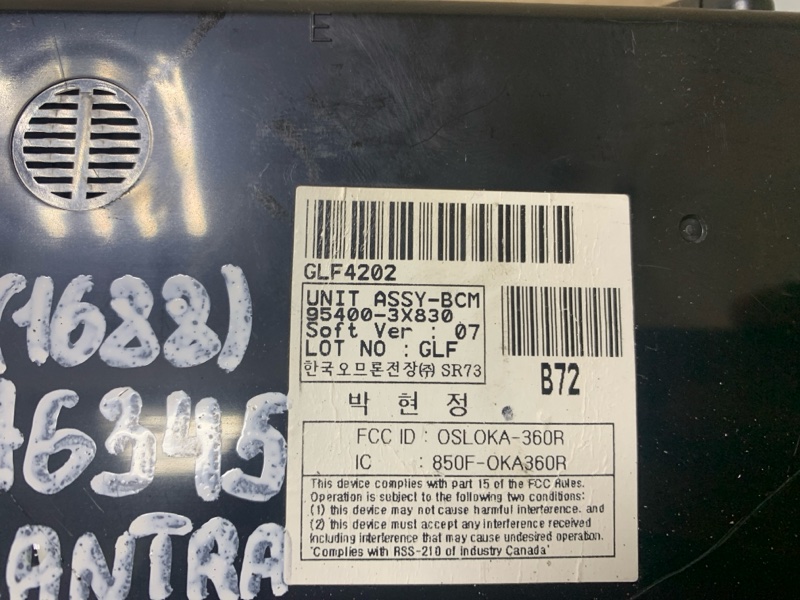 E
GLF4202
UNIT ASSY-BCM
95400-3X830
Soft Ver : 07
LOT NO : GLF
한국오므론전장㈜ SR73
B72
박 현 정
FCC ID : OSLOKA-360R
IC : 850F-OKA360R
This device complies with part 15 of the FCC Rules.
Operation is subject to the following two conditions:
(1) this device may not cause harmful interference, and
(2) this device must accept any interference received
including interference that may cause undesired operation.
"Complies with RSS-210 of Industry Canada"
(1688)
76345
ANTRA